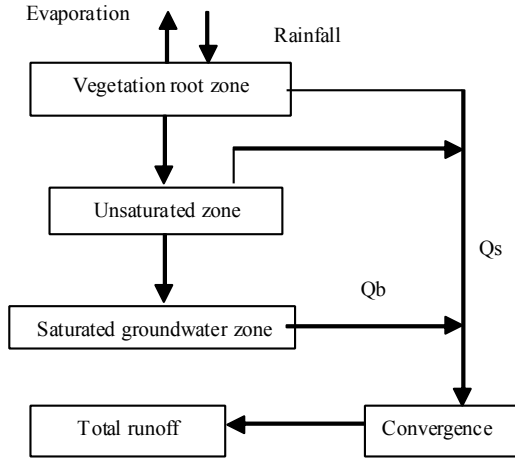 Evaporation
Rainfall
Vegetation root zone
Unsaturated zone
Qs
Qb
Saturated groundwater zone
Total runoff
Convergence